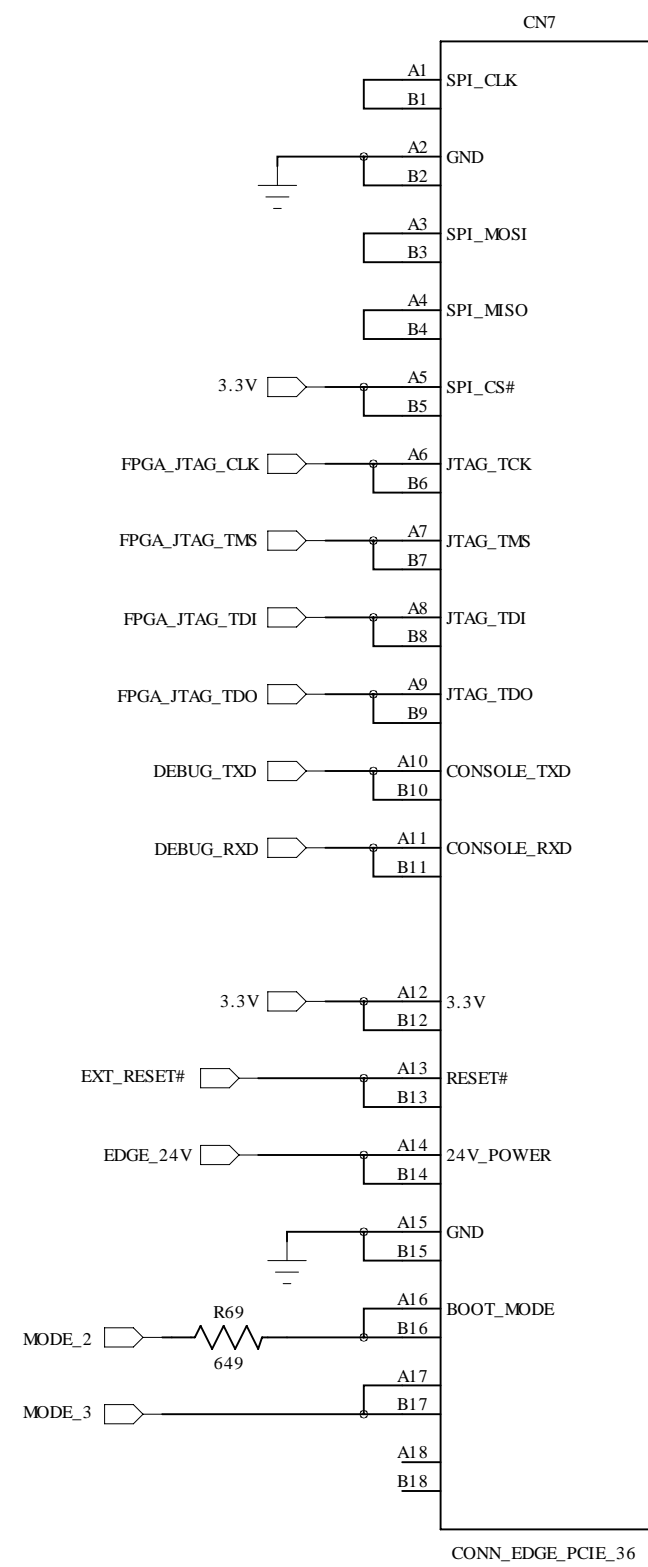 CN7
A1
SPI_CLK
B1
A2
GND
B2
A3
SPI_MOSI
B3
A4
SPI_MISO
B4
3.3V
A5
SPI_CS#
B5
FPGA_JTAG_CLK
A6
JTAG_TCK
B6
FPGA_JTAG_TMS
A7
JTAG_TMS
B7
FPGA_JTAG_TDI
A8
JTAG_TDI
B8
FPGA_JTAG_TDO
A9
JTAG_TDO
B9
DEBUG_TXD
A10
CONSOLE_TXD
B10
DEBUG_RXD
A11
CONSOLE_RXD
B11
3.3V
A12
3.3V
B12
EXT_RESET#
A13
RESET#
B13
EDGE_24V
A14
24V_POWER
B14
A15
GND
B15
R69
A16
BOOT_MODE
MODE_2
B16
649
A17
MODE_3
B17
A18
B18
CONN_EDGE_PCIE_36